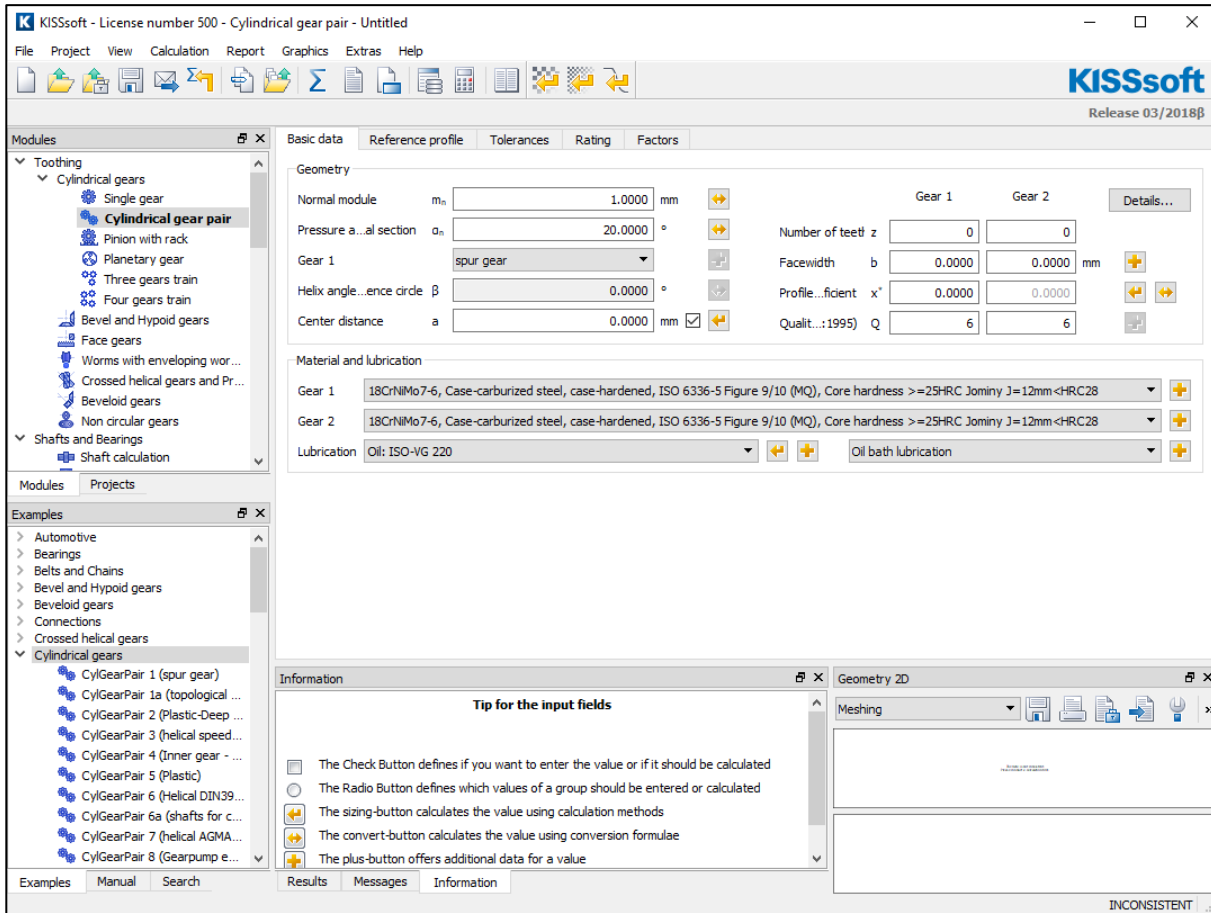 KISSsoft - License number 500 - Cylindrical gear pair - Untitled
File Project View Calculation Report Graphics Extras Help
KISSsoft
Release 03/2018β
Modules
Toothing
Cylindrical gears
Single gear
Cylindrical gear pair
Pinion with rack
Planetary gear
Three gears train
Four gears train
Bevel and Hypoid gears
Face gears
Worms with enveloping wor...
Crossed helical gears and Pr...
Beveloid gears
Non circular gears
Shafts and Bearings
Shaft calculation
Modules Projects
Examples
Automotive
Bearings
Belts and Chains
Bevel and Hypoid gears
Beveloid gears
Connections
Crossed helical gears
Cylindrical gears
CylGearPair 1 (spur gear)
CylGearPair 1a (topological ...
CylGearPair 2 (Plastic-Deep ...
CylGearPair 3 (helical speed...
CylGearPair 4 (Inner gear - ...
CylGearPair 5 (Plastic)
CylGearPair 6 (Helical DIN39...
CylGearPair 6a (shafts for c...
CylGearPair 7 (helical AGMA...
CylGearPair 8 (Gearpump e...
Examples Manual Search
Basic data Reference profile Tolerances Rating Factors
Geometry
Normal module mₙ 1.0000 mm
Pressure a...al section αₙ 20.0000 °
Gear 1 spur gear
Helix angle...ence circle β 0.0000 °
Center distance a 0.0000 mm
Gear 1 Gear 2 Details...
Number of teeth z 0 0
Facewidth b 0.0000 0.0000 mm
Profile...ficient x* 0.0000 0.0000
Qualit...:1995) Q 6 6
Material and lubrication
Gear 1 18CrNiMo7-6, Case-carburized steel, case-hardened, ISO 6336-5 Figure 9/10 (MQ), Core hardness >=25HRC Jominy J=12mm<HRC28
Gear 2 18CrNiMo7-6, Case-carburized steel, case-hardened, ISO 6336-5 Figure 9/10 (MQ), Core hardness >=25HRC Jominy J=12mm<HRC28
Lubrication Oil: ISO-VG 220 Oil bath lubrication
Information
Tip for the input fields
The Check Button defines if you want to enter the value or if it should be calculated
The Radio Button defines which values of a group should be entered or calculated
The sizing-button calculates the value using calculation methods
The convert-button calculates the value using conversion formulae
The plus-button offers additional data for a value
Results Messages Information
Geometry 2D
Meshing
INCONSISTENT